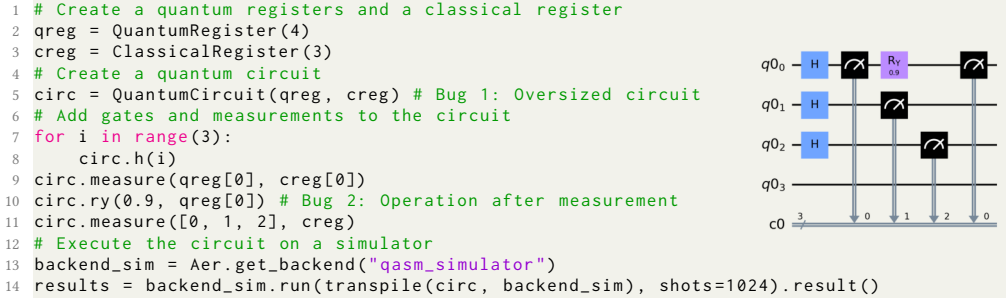 1 # Create a quantum registers and a classical register
2 qreg = QuantumRegister(4)
3 creg = ClassicalRegister(3)
4 # Create a quantum circuit
5 circ = QuantumCircuit(qreg, creg) # Bug 1: Oversized circuit
6 # Add gates and measurements to the circuit
7 for i in range(3):
8     circ.h(i)
9 circ.measure(qreg[0], creg[0])
10 circ.ry(0.9, qreg[0]) # Bug 2: Operation after measurement
11 circ.measure([0, 1, 2], creg)
12 # Execute the circuit on a simulator
13 backend_sim = Aer.get_backend("qasm_simulator")
14 results = backend_sim.run(transpile(circ, backend_sim), shots=1024).result()
q0₀ H R_Y 0.9
q0₁ H
q0₂ H
q0₃
c0 3 0 1 2 0